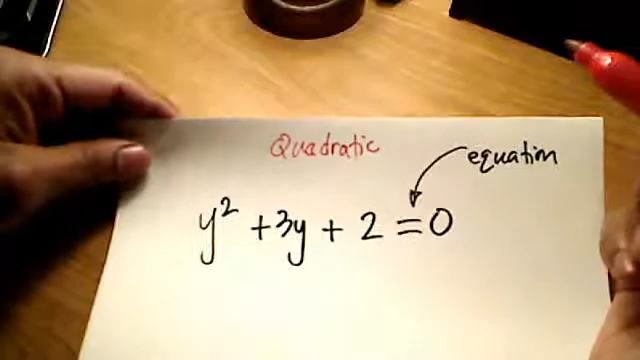 Quadratic
equation
y² + 3y + 2 = 0